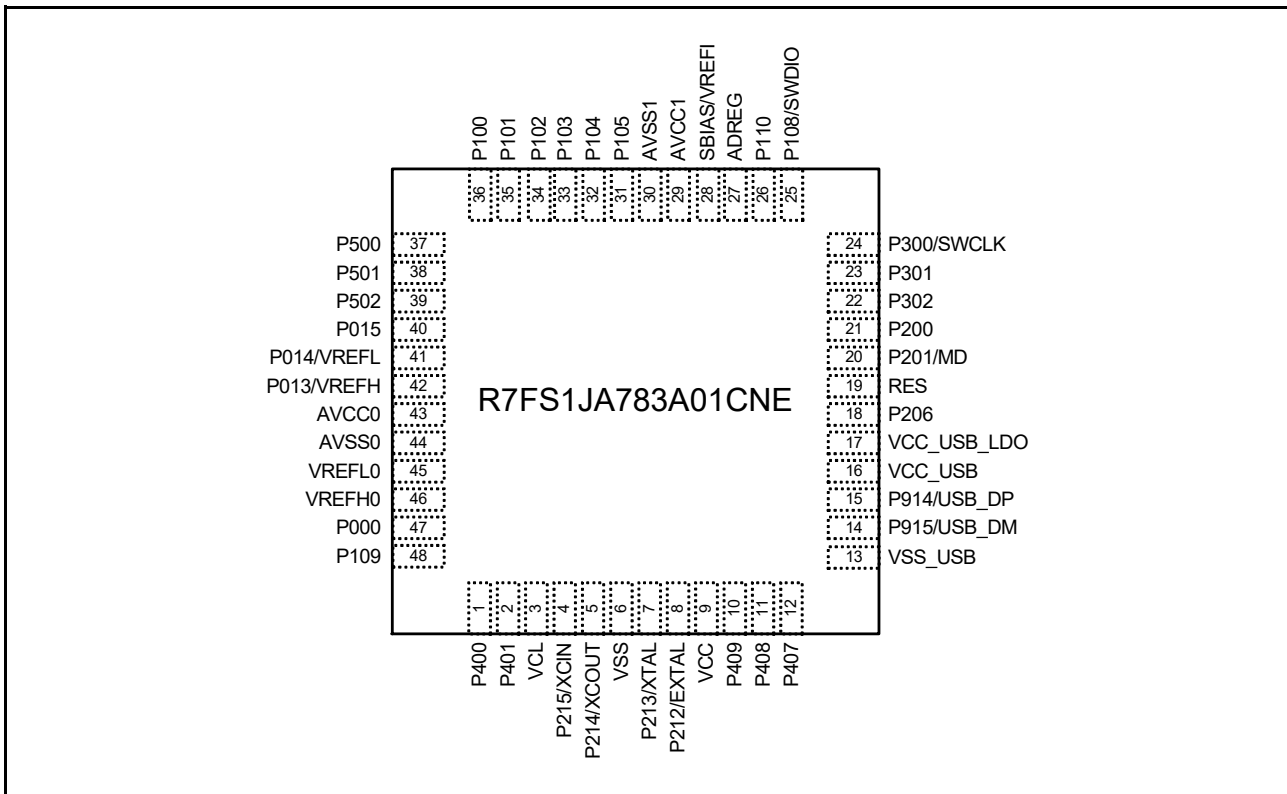 P100
P101
P102
P103
P104
P105
AVSS1
AVCC1
SBIAS/VREFI
ADREG
P110
P108/SWDIO
36
35
34
33
32
31
30
29
28
27
26
25
P500 37
P501 38
P502 39
P015 40
P014/VREFL 41
P013/VREFH 42
AVCC0 43
AVSS0 44
VREFL0 45
VREFH0 46
P000 47
P109 48
R7FS1JA783A01CNE
24 P300/SWCLK
23 P301
22 P302
21 P200
20 P201/MD
19 RES
18 P206
17 VCC_USB_LDO
16 VCC_USB
15 P914/USB_DP
14 P915/USB_DM
13 VSS_USB
1
2
3
4
5
6
7
8
9
10
11
12
P400
P401
VCL
P215/XCIN
P214/XCOUT
VSS
P213/XTAL
P212/EXTAL
VCC
P409
P408
P407